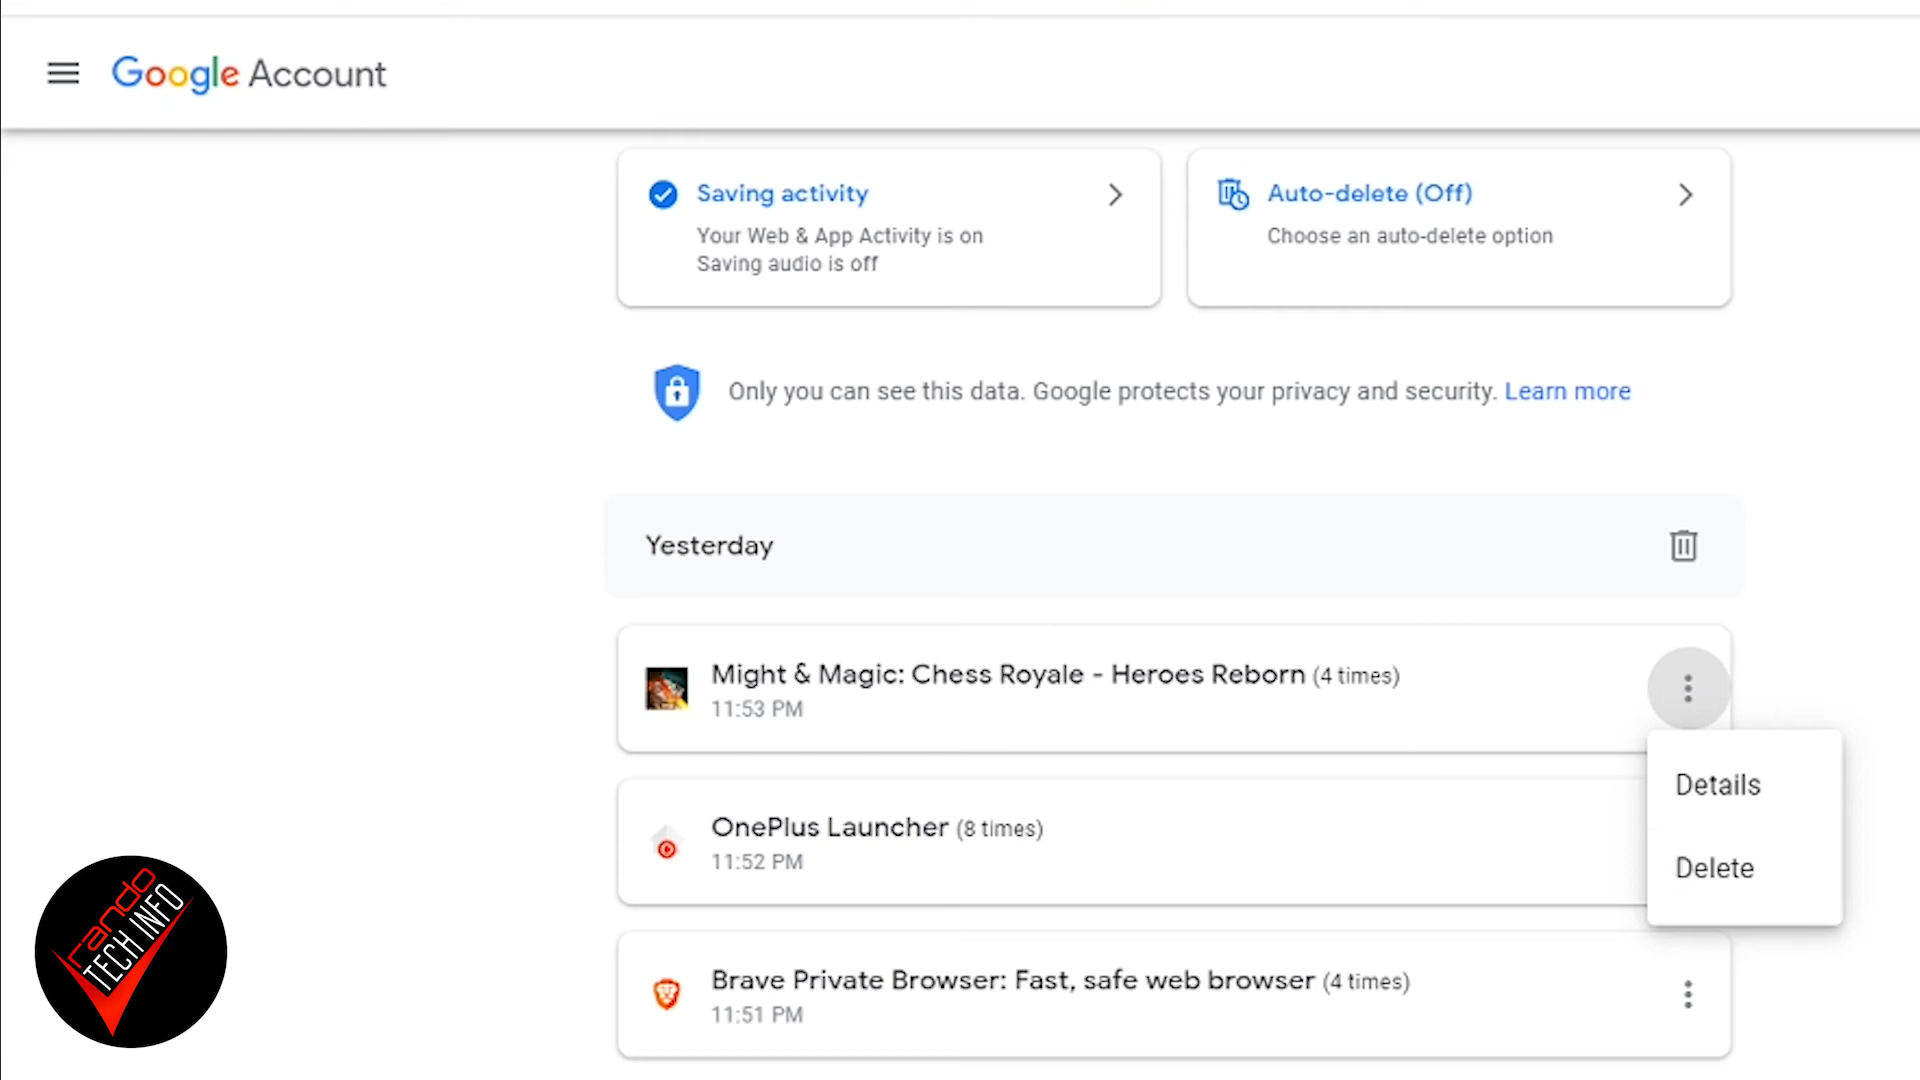 Google Account
Saving activity
Your Web & App Activity is on
Saving audio is off
Auto-delete (Off)
Choose an auto-delete option
Only you can see this data. Google protects your privacy and security. Learn more
Yesterday
Might & Magic: Chess Royale - Heroes Reborn (4 times)
11:53 PM
Details
Delete
OnePlus Launcher (8 times)
11:52 PM
Brave Private Browser: Fast, safe web browser (4 times)
11:51 PM
rando
TECH INFO